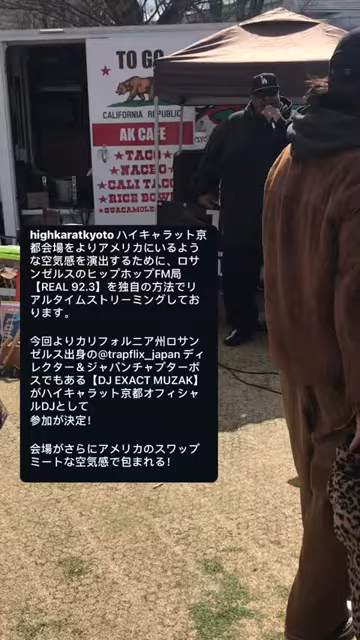 TO GO
CALIFORNIA REPUBLIC
AK CAFE
★TACO
★NACHO
★CALI TACO
★RICE BOWL
★GUACAMOLE
highkaratkyoto ハイキャラット京
都会場をよりアメリカにいるよう
な空気感を演出するために、ロサ
ンゼルスのヒップホップFM局
【REAL 92.3】を独自の方法でリ
アルタイムストリーミングしてお
ります。
今回よりカリフォルニア州ロサン
ゼルス出身の@trapflix_japan ディ
レクター＆ジャパンチャプターボ
スでもある【DJ EXACT MUZAK】
がハイキャラット京都オフィシャ
ルDJとして
参加が決定！
会場がさらにアメリカのスワップ
ミートな空気感で包まれる！